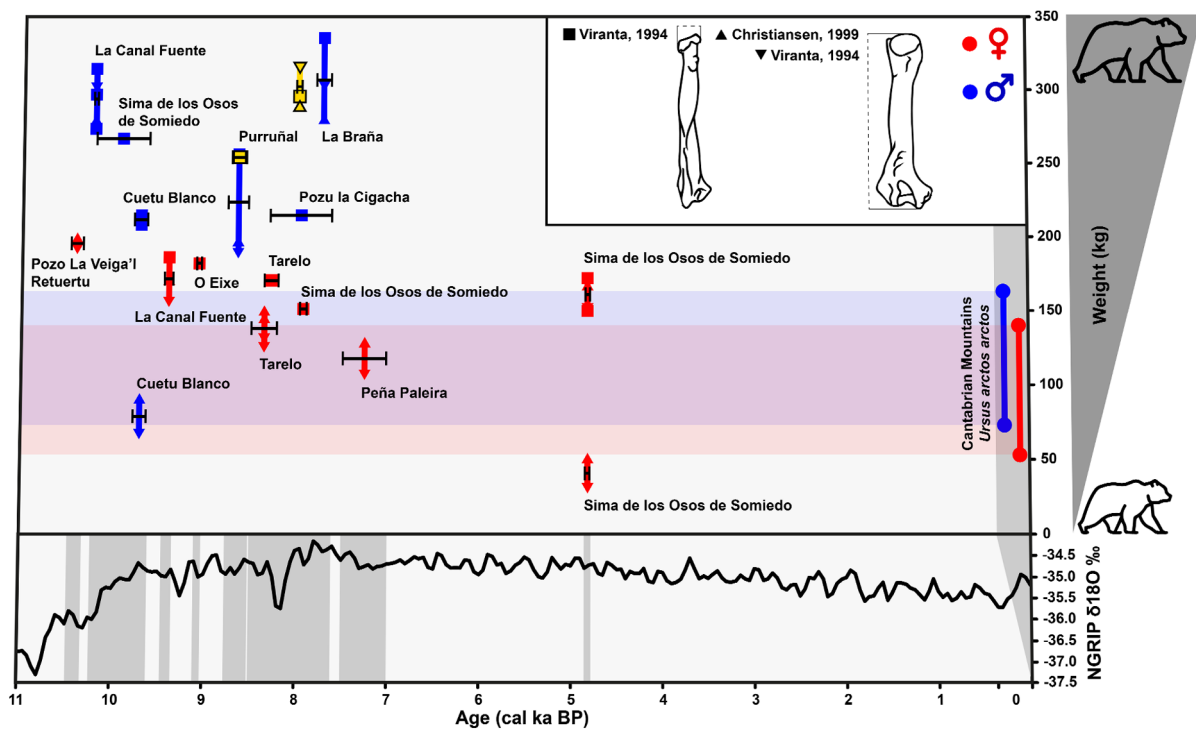 La Canal Fuente
Sima de los Osos
de Somiedo
Purruñal
La Braña
Cuetu Blanco
Pozu la Cigacha
Pozo La Veiga'l
Retuertu
O Eixe
Tarelo
Sima de los Osos de Somiedo
La Canal Fuente
Tarelo
Peña Paleira
Cuetu Blanco
Sima de los Osos de Somiedo
Sima de los Osos de Somiedo
Viranta, 1994
Christiansen, 1999
Viranta, 1994
♀
♂
Cantabrian Mountains
Ursus arctos arctos
350
300
250
200
150
100
50
0
Weight (kg)
-34.5
-35.0
-35.5
-36.0
-36.5
-37.0
-37.5
NGRIP δ18O ‰
11
10
9
8
7
6
5
4
3
2
1
0
Age (cal ka BP)